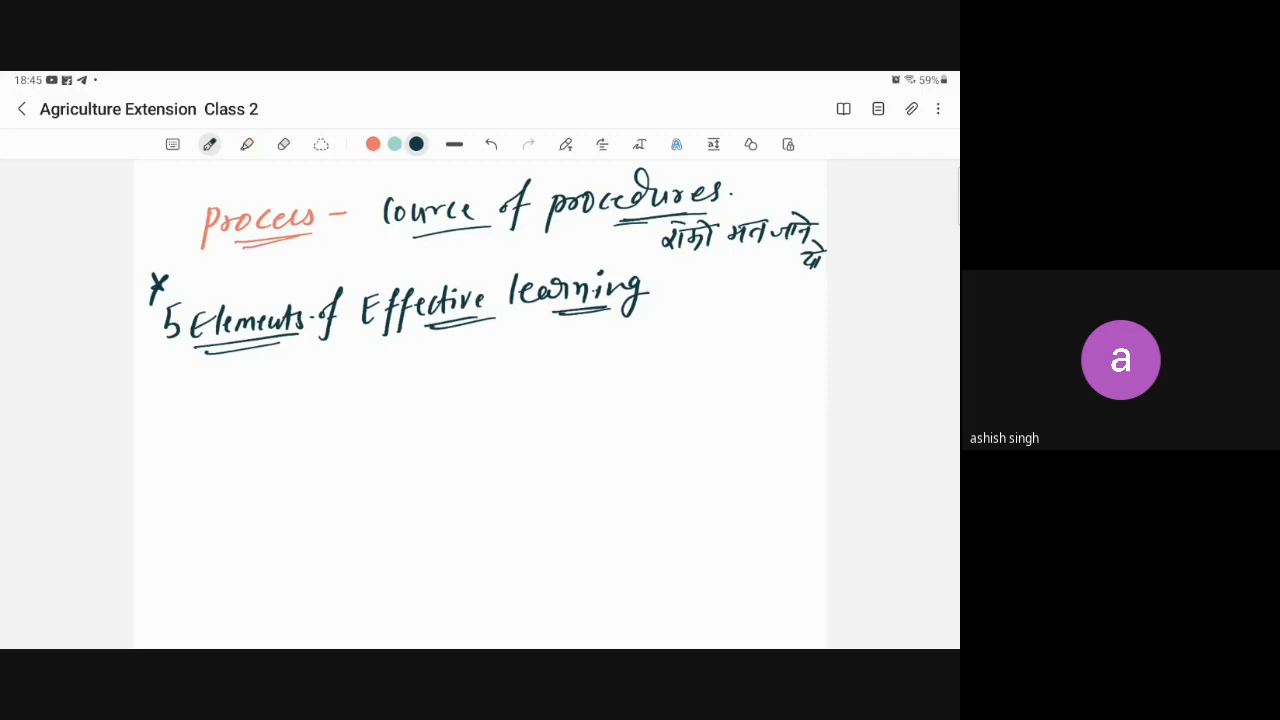 18:45 59%
Agriculture Extension Class 2
Process - Cource of procedures.
रोको मत जाने
दो
* 5 Elements of Effective learning
a
ashish singh